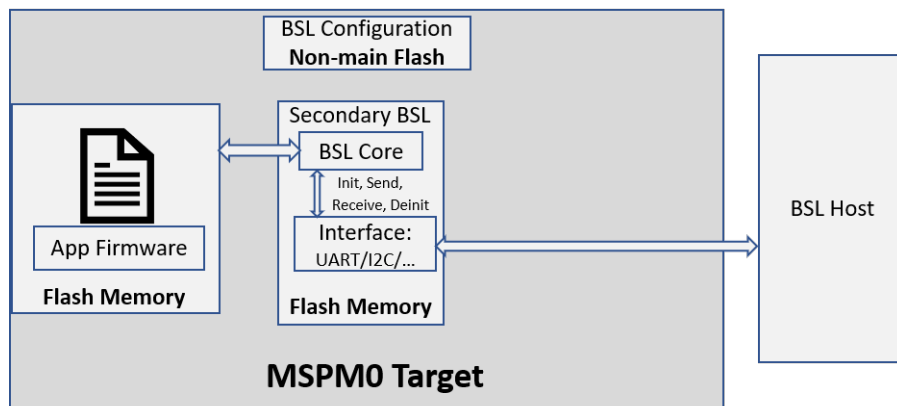 BSL Configuration
Non-main Flash
Secondary BSL
BSL Core
Init, Send,
Receive, Deinit
Interface:
UART/I2C/...
Flash Memory
App Firmware
Flash Memory
BSL Host
MSPM0 Target